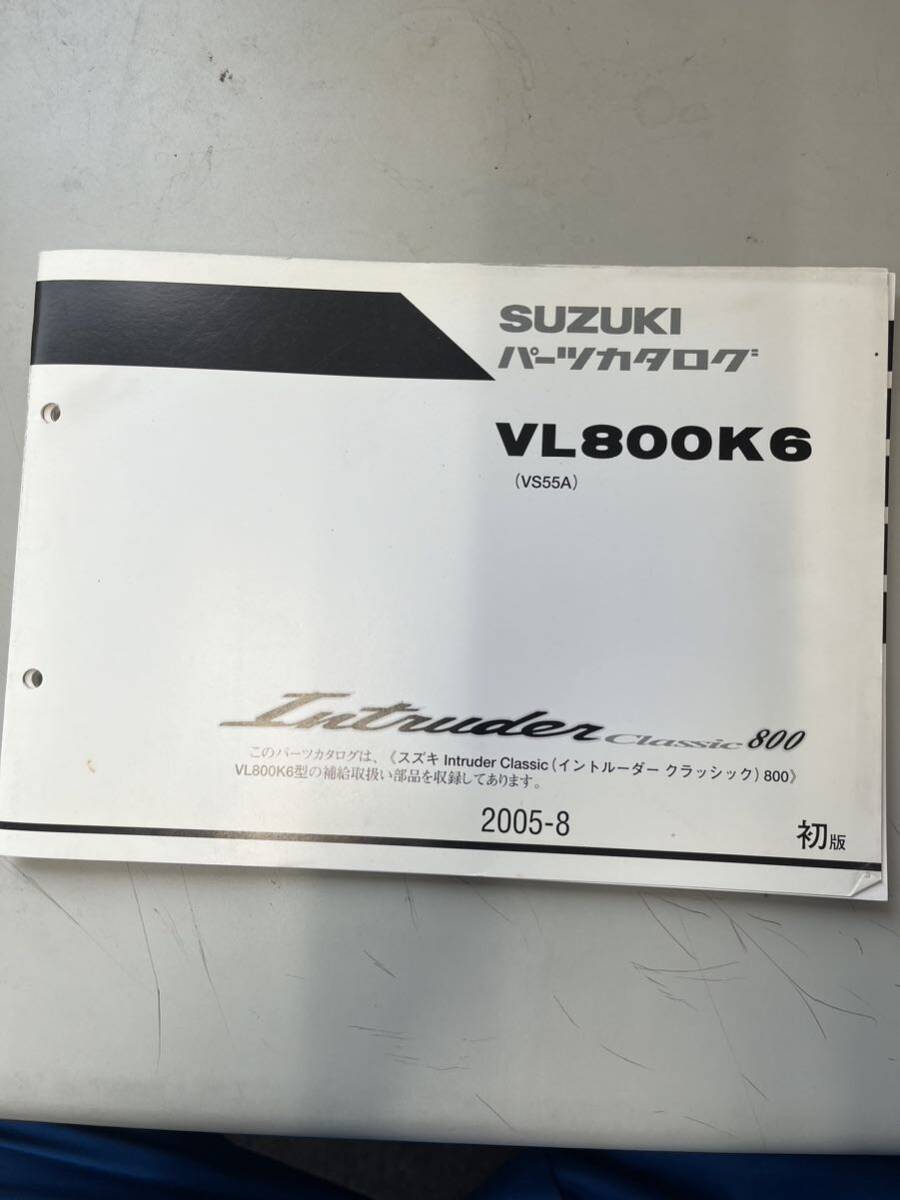 SUZUKI
パーツカタログ
VL800K6
(VS55A)
Intruder Classic 800
このパーツカタログは、《スズキ Intruder Classic（イントルーダー クラッシック）800》
VL800K6型の補給取扱い部品を収録してあります。
2005-8
初版